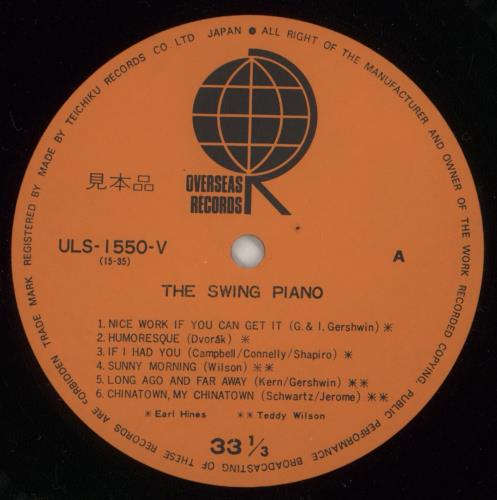 TRADE MARK REGISTERED BY MADE BY TEICHIKU RECORDS CO. LTD JAPAN ● ALL RIGHT OF THE MANUFACTURER AND OWNER OF THE WORK RECORDED COPYING, PUBLIC PERFORMANCE BROADCASTING OF THESE RECORDS ARE FORBIDDEN
見本品
OVERSEAS
RECORDS
ULS-1550-V
(15-35)
A
THE SWING PIANO
1. NICE WORK IF YOU CAN GET IT (G. & I. Gershwin) *
2. HUMORESQUE (Dvorák) *
3. IF I HAD YOU (Campbell/Connelly/Shapiro) **
4. SUNNY MORNING (Wilson) **
5. LONG AGO AND FAR AWAY (Kern/Gershwin) **
6. CHINATOWN, MY CHINATOWN (Schwartz/Jerome) **
* Earl Hines ** Teddy Wilson
33 1/3